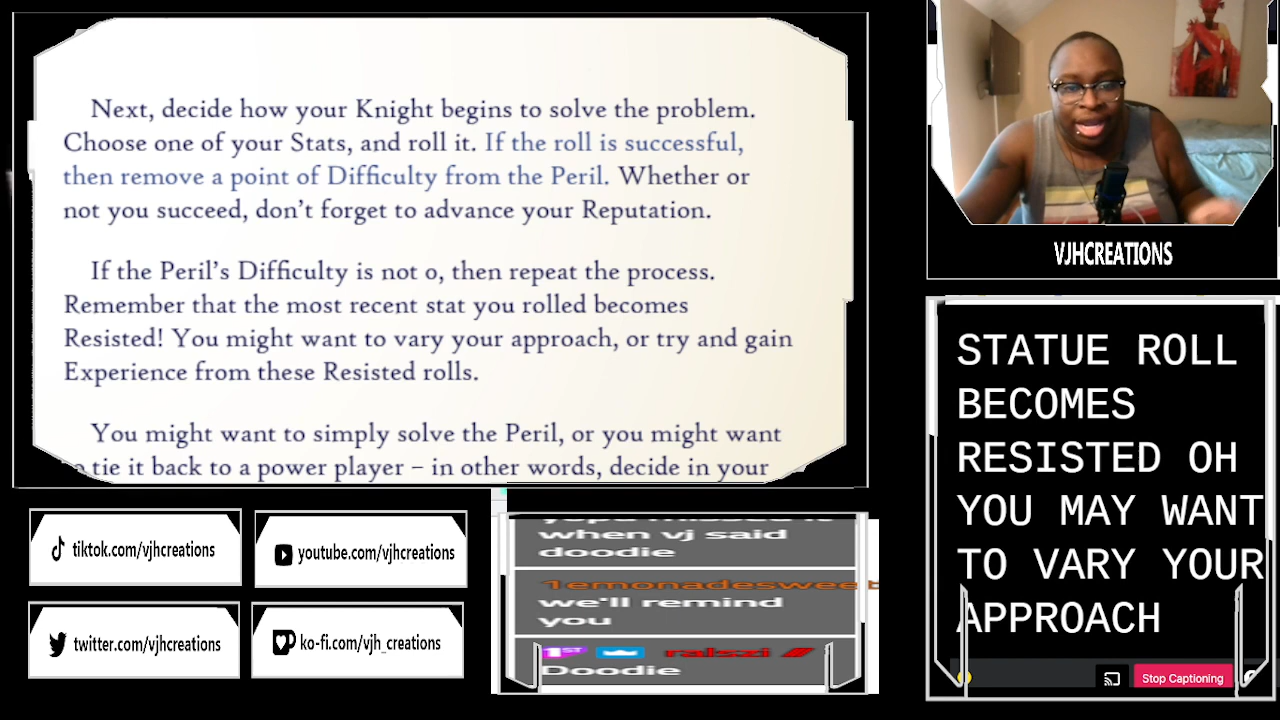 Next, decide how your Knight begins to solve the problem.
Choose one of your Stats, and roll it. If the roll is successful,
then remove a point of Difficulty from the Peril. Whether or
not you succeed, don't forget to advance your Reputation.
If the Peril's Difficulty is not 0, then repeat the process.
Remember that the most recent stat you rolled becomes
Resisted! You might want to vary your approach, or try and gain
Experience from these Resisted rolls.
You might want to simply solve the Peril, or you might want
tie it back to a power player – in other words, decide in your
VJHCREATIONS
STATUE ROLL
BECOMES
RESISTED OH
YOU MAY WANT
TO VARY YOUR
APPROACH
Stop Captioning
tiktok.com/vjhcreations
youtube.com/vjhcreations
twitter.com/vjhcreations
ko-fi.com/vjh_creations
when vj said
doodie
1emonadesweet
we'll remind
you
1ST ralszi
Doodie